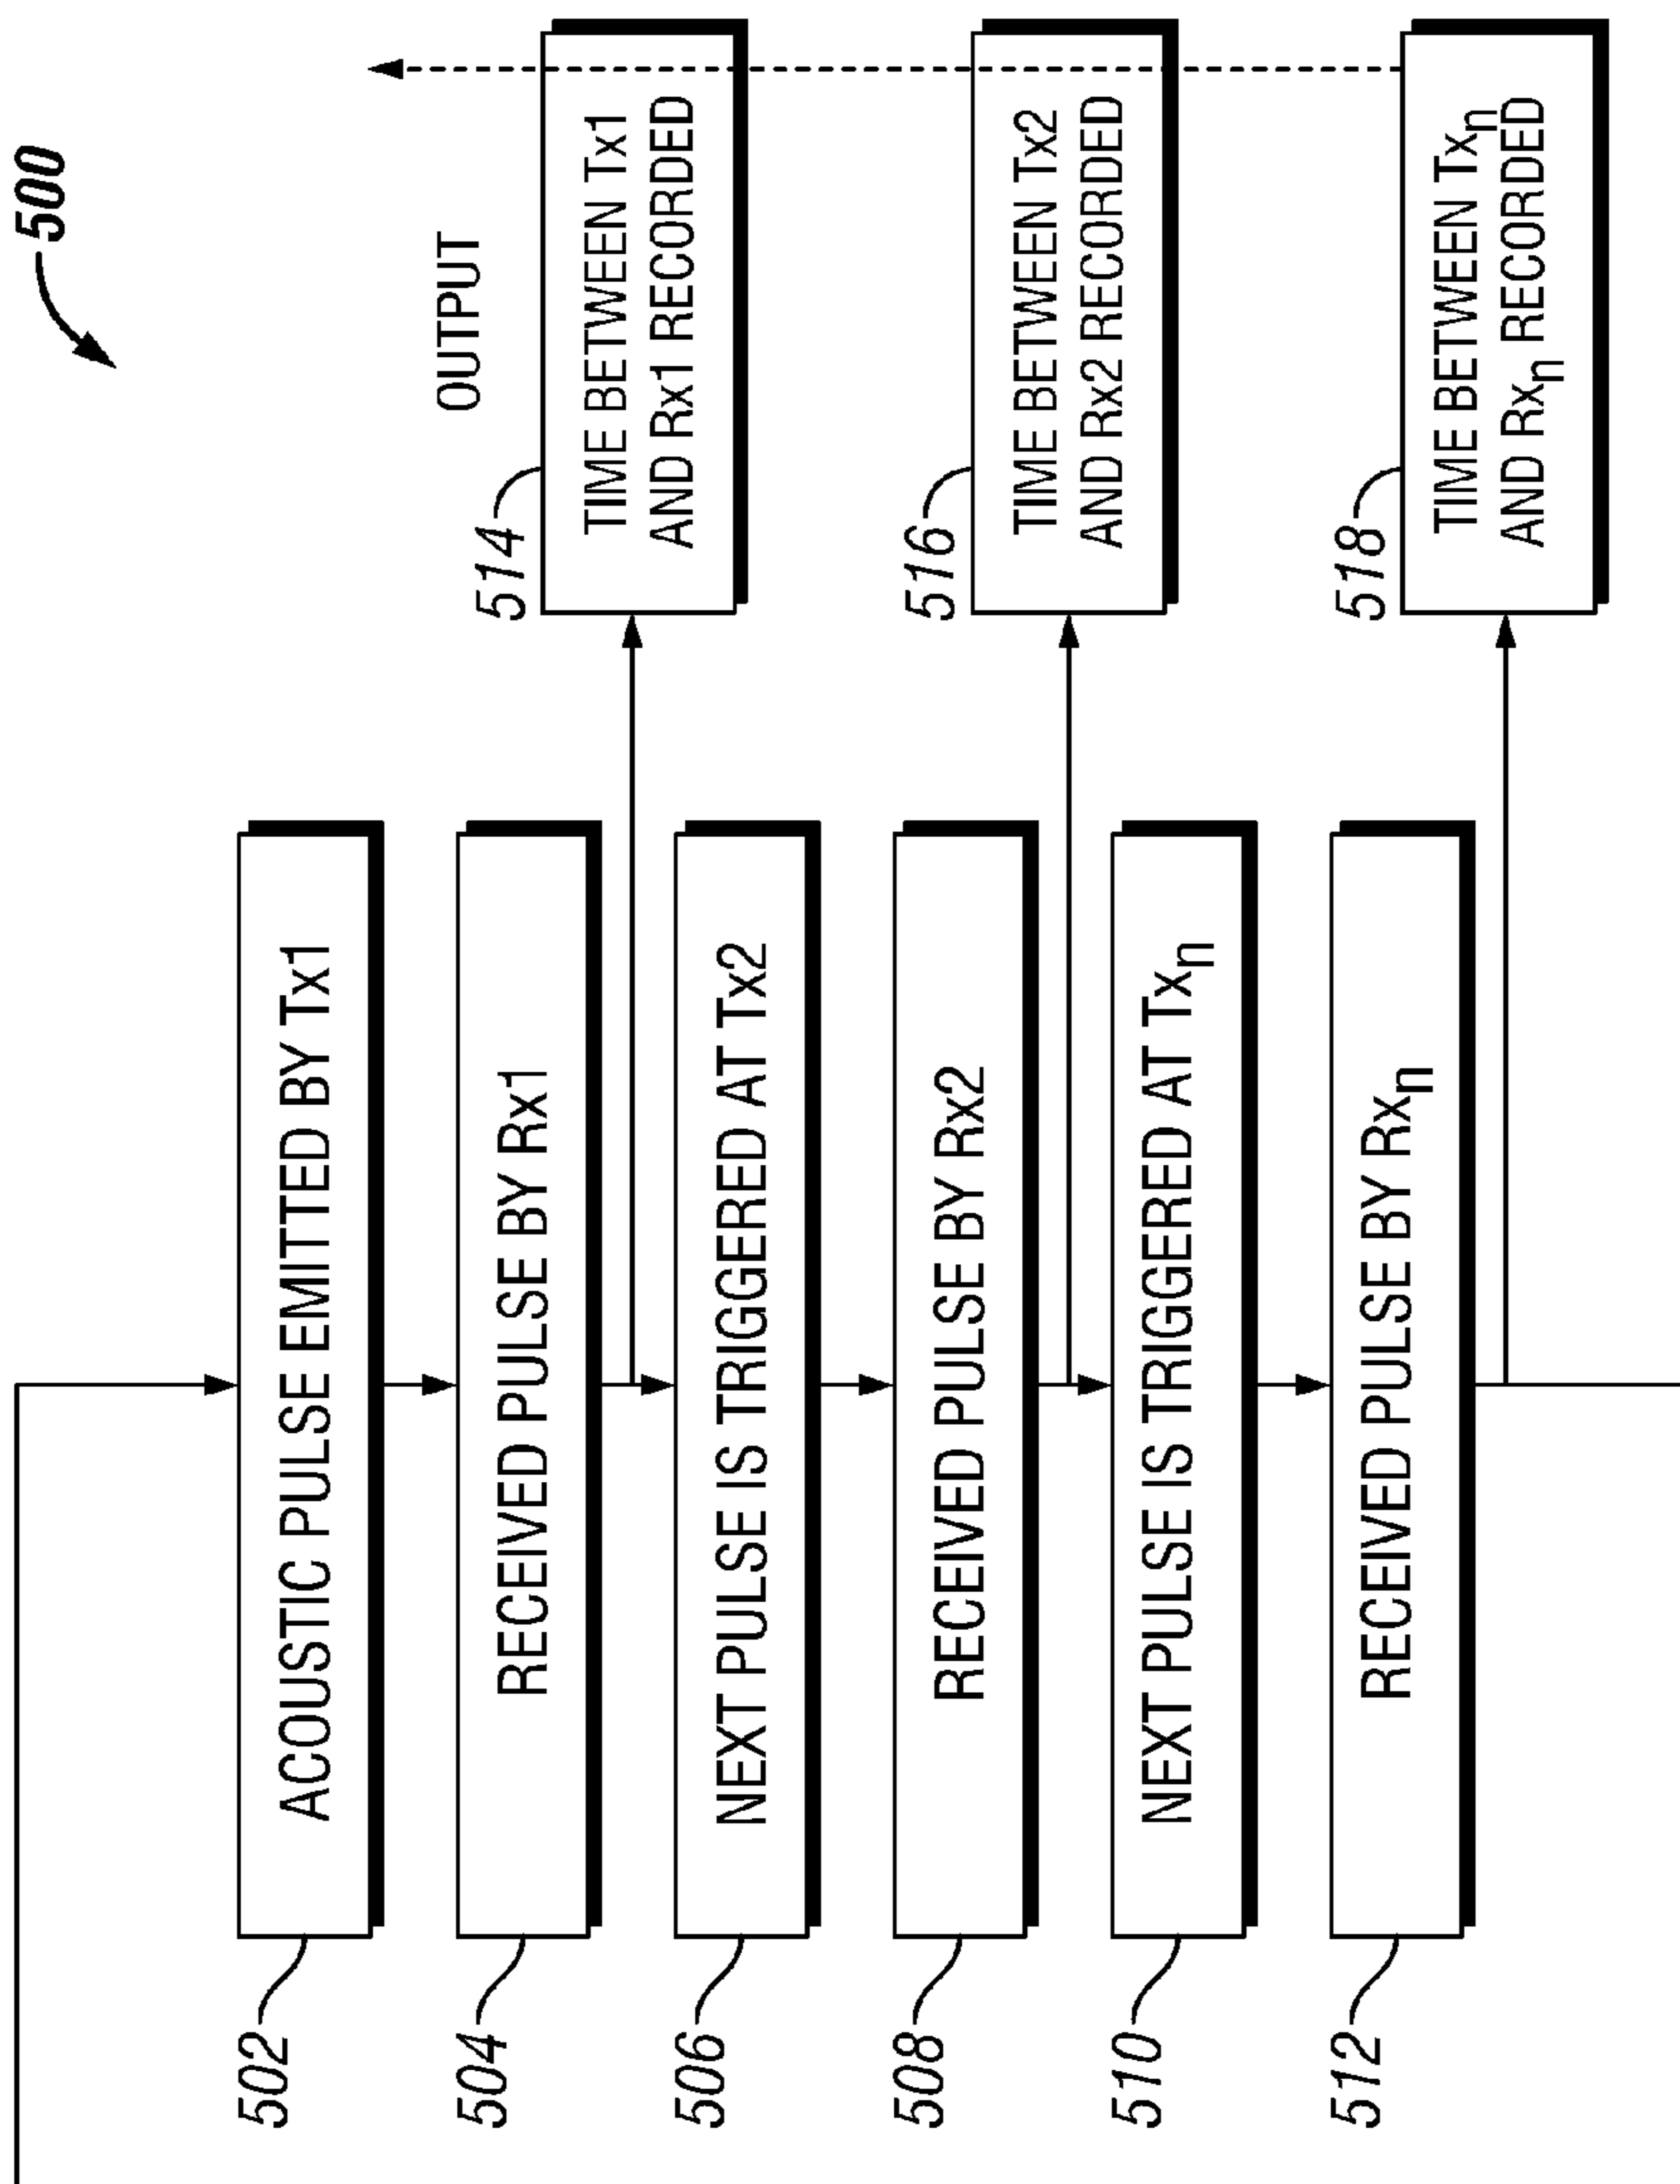 500
502
ACOUSTIC PULSE EMITTED BY Tx1
504
RECEIVED PULSE BY Rx1
506
NEXT PULSE IS TRIGGERED AT Tx2
508
RECEIVED PULSE BY Rx2
510
NEXT PULSE IS TRIGGERED AT Txn
512
RECEIVED PULSE BY Rxn
OUTPUT
514
TIME BETWEEN Tx1
AND Rx1 RECORDED
516
TIME BETWEEN Tx2
AND Rx2 RECORDED
518
TIME BETWEEN Txn
AND Rxn RECORDED